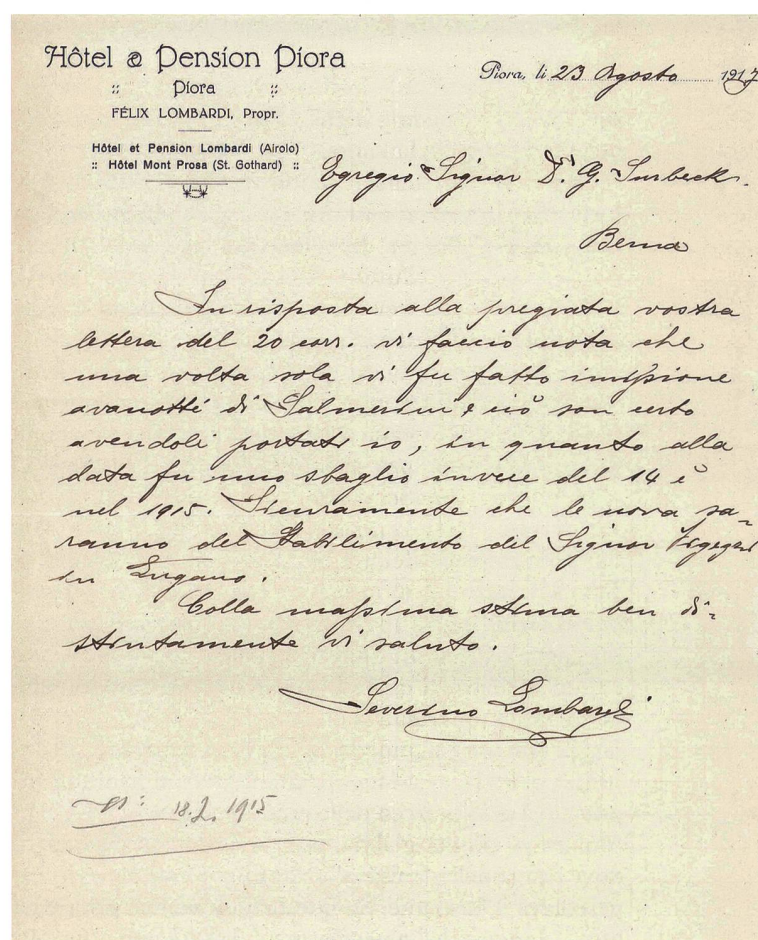 Hôtel & Pension Piora
:: Piora ::
FÉLIX LOMBARDI, Propr.
Hôtel et Pension Lombardi (Airolo)
:: Hôtel Mont Prosa (St. Gothard) ::
Piora, li 23 Agosto 1917
Egregio Signor Dr. G. Surbeck.
Berna
In risposta alla pregiata vostra
lettera del 20 corr. vi faccio nota che
una volta sola vi fu fatto imissione
avanotti di Salmerini e ciò son certo
avendoli portati io, in quanto alla
data fu uno sbaglio invece del 14 è
nel 1915. Sicuramente che le uova sa-
ranno del Stabilimento del Signor
in Lugano.
Colla massima stima ben di-
stintamente vi saluto.
Severino Lombardi
18.2.1915